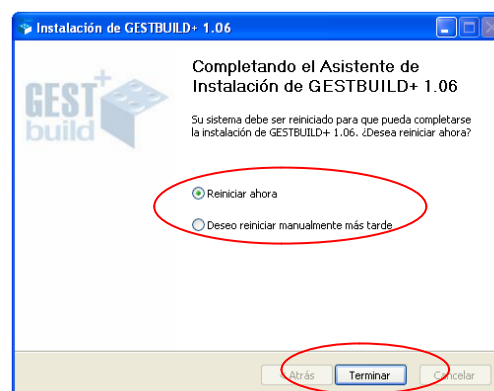 Instalación de GESTBUILD+ 1.06
GEST+
build
Completando el Asistente de
Instalación de GESTBUILD+ 1.06
Su sistema debe ser reiniciado para que pueda completarse
la instalación de GESTBUILD+ 1.06. ¿Desea reiniciar ahora?
Reiniciar ahora
Deseo reiniciar manualmente más tarde
< Atrás Terminar Cancelar